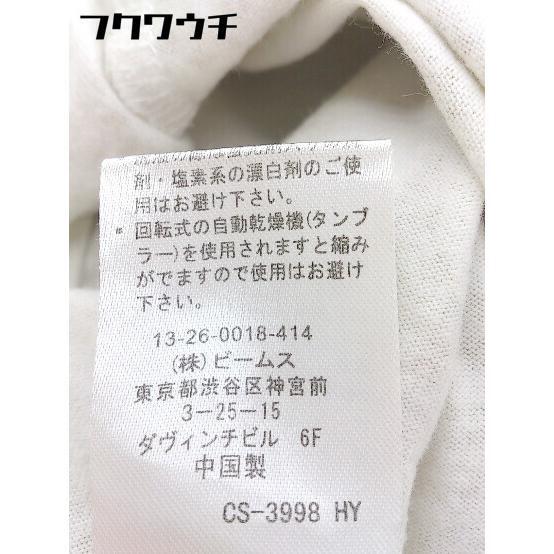 フクワウチ
剤・塩素系の漂白剤のご使
用はお避け下さい。
・回転式の自動乾燥機(タンブ
ラー)を使用されますと縮み
がでますので使用はお避け
下さい。
13-26-0018-414
(株)ビームス
東京都渋谷区神宮前
3-25-15
ダヴィンチビル 6F
中国製
CS-3998 HY